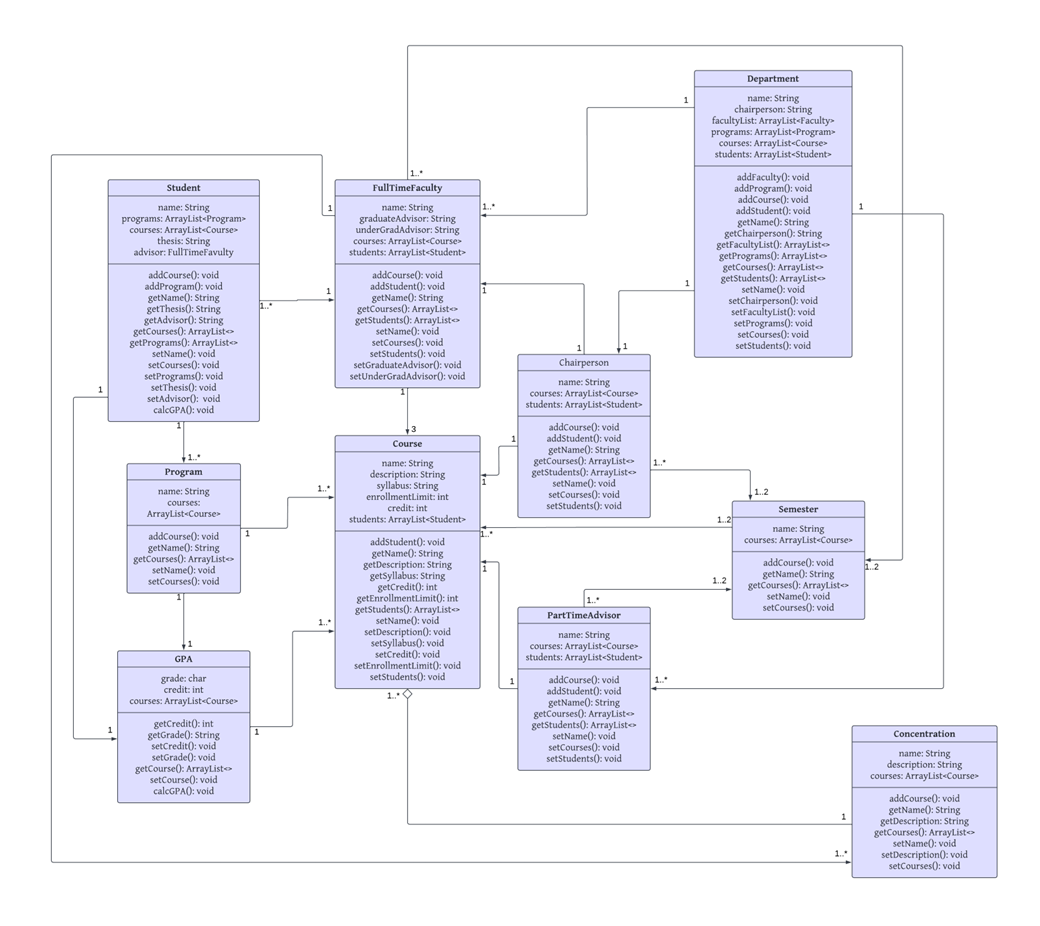 Department
name: String
chairperson: String
facultyList: ArrayList<Faculty>
programs: ArrayList<Program>
courses: ArrayList<Course>
students: ArrayList<Student>
addFaculty(): void
addProgram(): void
addCourse(): void
addStudent(): void
getName(): String
getChairperson(): String
getFacultyList(): ArrayList<>
getPrograms(): ArrayList<>
getCourses(): ArrayList<>
getStudents(): ArrayList<>
setName(): void
setChairperson(): void
setFacultyList(): void
setPrograms(): void
setCourses(): void
setStudents(): void
1
1
1
1..*
1..*
1
Student
name: String
programs: ArrayList<Program>
courses: ArrayList<Course>
thesis: String
advisor: FullTimeFavulty
addCourse(): void
addProgram(): void
getName(): String
getThesis(): String
getAdvisor(): String
getCourses(): ArrayList<>
getPrograms(): ArrayList<>
setName(): void
setCourses(): void
setPrograms(): void
setThesis(): void
setAdvisor(): void
calcGPA(): void
1..*
1
1
1
FullTimeFaculty
name: String
graduateAdvisor: String
underGradAdvisor: String
courses: ArrayList<Course>
students: ArrayList<Student>
addCourse(): void
addStudent(): void
getName(): String
getCourses(): ArrayList<>
getStudents(): ArrayList<>
setName(): void
setCourses(): void
setStudents(): void
setGraduateAdvisor(): void
setUnderGradAdvisor(): void
1
1
1
1
3
Chairperson
name: String
courses: ArrayList<Course>
students: ArrayList<Student>
addCourse(): void
addStudent(): void
getName(): String
getCourses(): ArrayList<>
getStudents(): ArrayList<>
setName(): void
setCourses(): void
setStudents(): void
1
1
1..*
1..2
Program
name: String
courses:
ArrayList<Course>
addCourse(): void
getName(): String
getCourses(): ArrayList<>
setName(): void
setCourses(): void
1..*
1
1..*
1
1
Course
name: String
description: String
syllabus: String
enrollmentLimit: int
credit: int
students: ArrayList<Student>
addStudent(): void
getName(): String
getDescription(): String
getSyllabus: String
getCredit(): int
getEnrollmentLimit(): int
getStudents(): ArrayList<>
setName(): void
setDescription(): void
setSyllabus(): void
setCredit(): void
setEnrollmentLimit(): void
setStudents(): void
1..*
1
1..*
1..*
Semester
name: String
courses: ArrayList<Course>
addCourse(): void
getName(): String
getCourses(): ArrayList<>
setName(): void
setCourses(): void
1..2
1..2
1..2
PartTimeAdvisor
name: String
courses: ArrayList<Course>
students: ArrayList<Student>
addCourse(): void
addStudent(): void
getName(): String
getCourses(): ArrayList<>
getStudents(): ArrayList<>
setName(): void
setCourses(): void
setStudents(): void
1..*
1
1..*
GPA
grade: char
credit: int
courses: ArrayList<Course>
getCredit(): int
getGrade(): String
setCredit(): void
setGrade(): void
getCourse(): ArrayList<>
setCourse(): void
calcGPA(): void
1
1
Concentration
name: String
description: String
courses: ArrayList<Course>
addCourse(): void
getName(): String
getDescription(): String
getCourses(): ArrayList<>
setName(): void
setDescription(): void
setCourses(): void
1
1..*